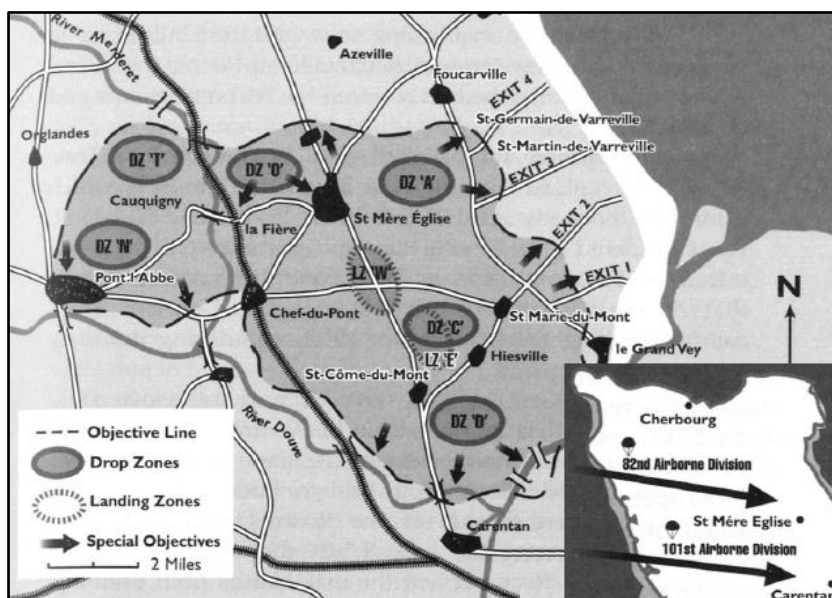 River Merderet
Azeville
Foucarville
EXIT 4
St-Germain-de-Varreville
Orglandes
St-Martin-de-Varreville
EXIT 3
DZ 'T'
DZ 'O'
DZ 'A'
Cauquigny
St Mère Église
la Fière
EXIT 2
DZ 'N'
LZ 'W'
EXIT 1
Pont l'Abbe
N
Chef-du-Pont
St Marie-du-Mont
DZ 'C'
le Grand Vey
LZ 'E'
Hiesville
St-Côme-du-Mont
DZ 'D'
River Douve
Carentan
Objective Line
Drop Zones
Landing Zones
Special Objectives
2 Miles
Cherbourg
82nd Airborne Division
St Mére Eglise
101st Airborne Division
Carentan